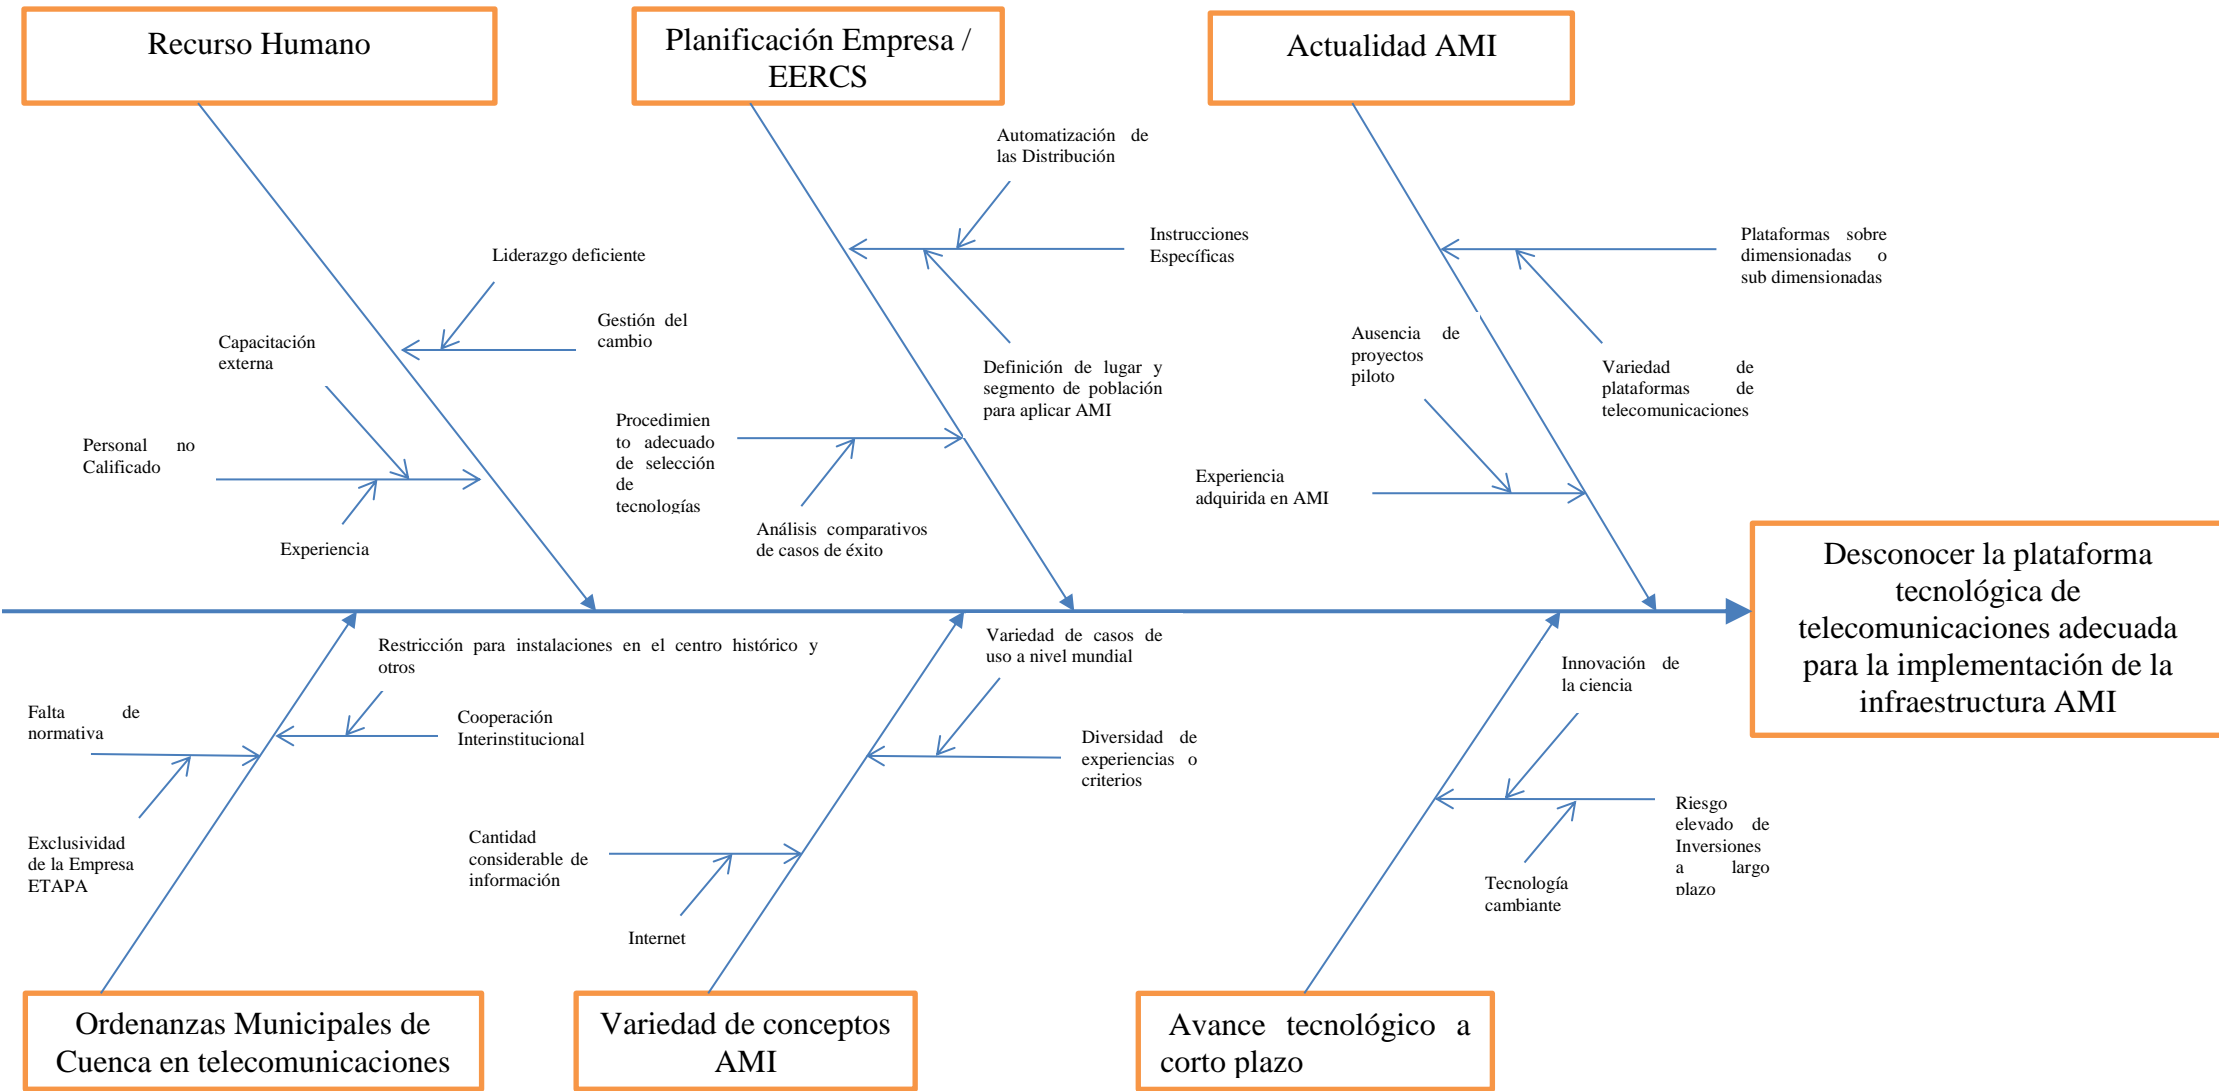 Recurso Humano
Planificación Empresa /
EERCS
Actualidad AMI
Automatización de
las Distribución
Instrucciones
Específicas
Plataformas sobre
dimensionadas o
sub dimensionadas
Liderazgo deficiente
Gestión del
cambio
Capacitación
externa
Definición de lugar y
segmento de población
para aplicar AMI
Ausencia de
proyectos
piloto
Variedad de
plataformas de
telecomunicaciones
Personal no
Calificado
Procedimien
to adecuado
de selección
de
tecnologías
Experiencia
adquirida en AMI
Experiencia
Análisis comparativos
de casos de éxito
Desconocer la plataforma
tecnológica de
telecomunicaciones adecuada
para la implementación de la
infraestructura AMI
Restricción para instalaciones en el centro histórico y
otros
Variedad de casos de
uso a nivel mundial
Innovación de
la ciencia
Falta de
normativa
Cooperación
Interinstitucional
Diversidad de
experiencias o
criterios
Exclusividad
de la Empresa
ETAPA
Cantidad
considerable de
información
Riesgo
elevado de
Inversiones
a largo
plazo
Tecnología
cambiante
Internet
Ordenanzas Municipales de
Cuenca en telecomunicaciones
Variedad de conceptos
AMI
Avance tecnológico a
corto plazo